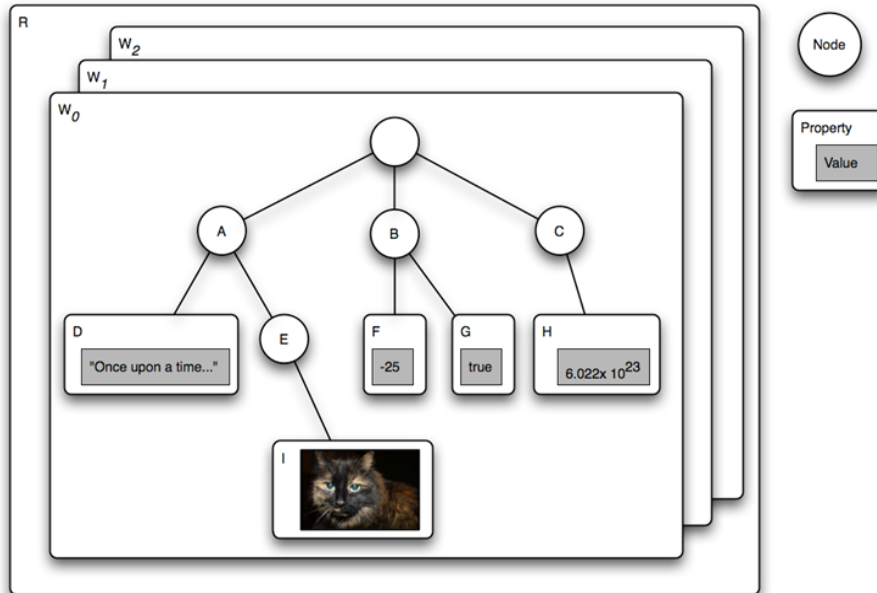 R
W2
W1
W0
A
B
C
D
"Once upon a time..."
E
F
-25
G
true
H
6.022x 10^23
I
Node
Property
Value